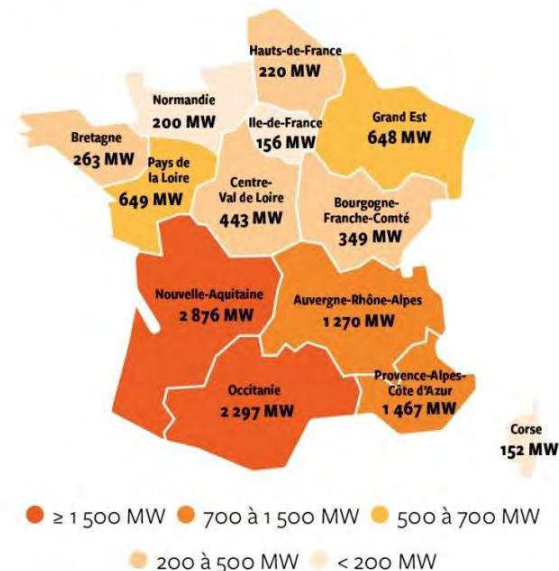 Hauts-de-France
220 MW
Normandie
200 MW
Ile-de-France
156 MW
Grand Est
648 MW
Bretagne
263 MW
Pays de
la Loire
649 MW
Centre-
Val de Loire
443 MW
Bourgogne-
Franche-Comté
349 MW
Nouvelle-Aquitaine
2 876 MW
Auvergne-Rhône-Alpes
1 270 MW
Occitanie
2 297 MW
Provence-Alpes-
Côte d'Azur
1 467 MW
Corse
152 MW
≥ 1 500 MW 700 à 1 500 MW 500 à 700 MW
200 à 500 MW < 200 MW